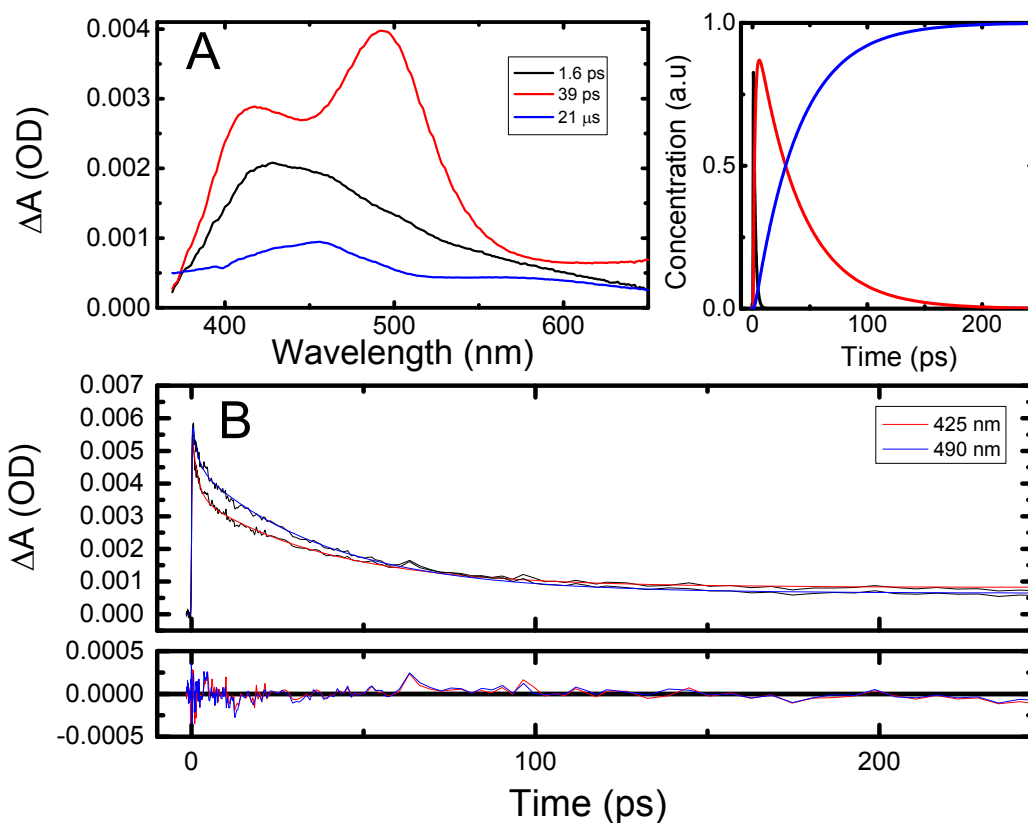 A
1.6 ps
39 ps
21 μs
ΔA (OD)
0.004
0.003
0.002
0.001
0.000
400
500
600
Wavelength (nm)
Concentration (a.u)
1.0
0.5
0.0
0
100
200
Time (ps)
B
425 nm
490 nm
ΔA (OD)
0.007
0.006
0.005
0.004
0.003
0.002
0.001
0.000
0.0005
0.0000
-0.0005
0
100
200
Time (ps)